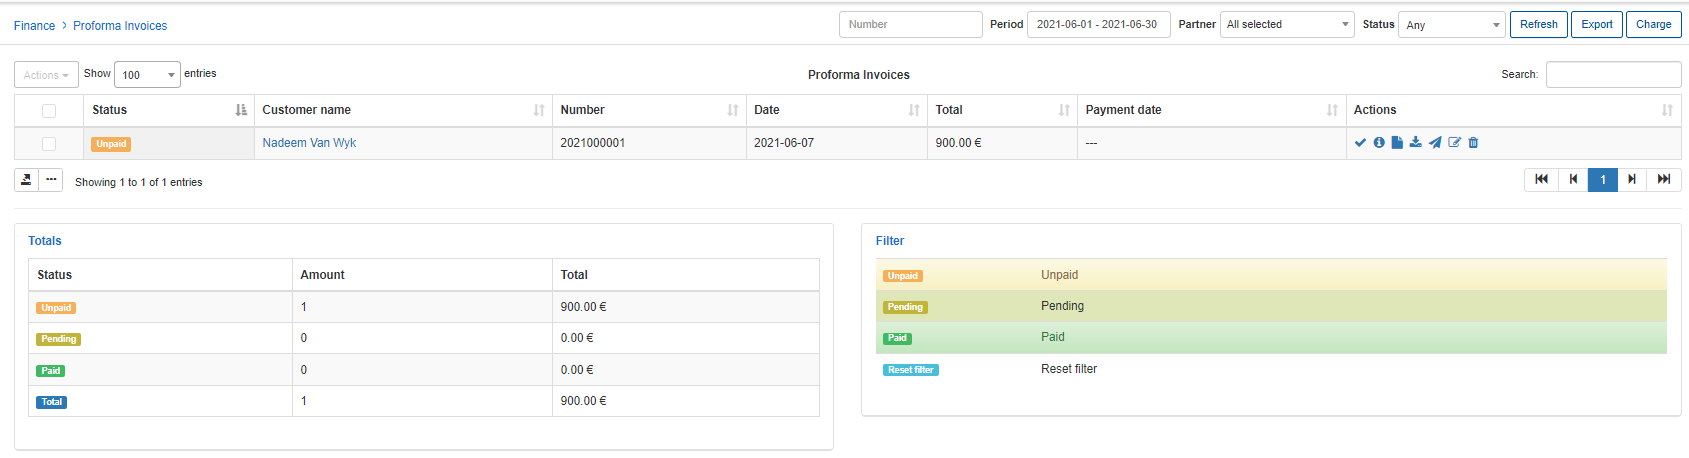 Finance > Proforma Invoices Number Period 2021-06-01 - 2021-06-30 Partner All selected Status Any Refresh Export Charge
Actions Show 100 entries Proforma Invoices Search:
Status Customer name Number Date Total Payment date Actions
Unpaid Nadeem Van Wyk 2021000001 2021-06-07 900.00 € ---
Showing 1 to 1 of 1 entries 1
Totals
Status Amount Total
Unpaid 1 900.00 €
Pending 0 0.00 €
Paid 0 0.00 €
Total 1 900.00 €
Filter
Unpaid Unpaid
Pending Pending
Paid Paid
Reset filter Reset filter